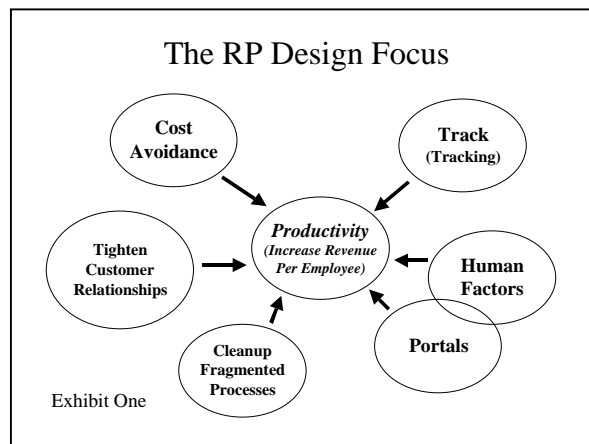 The RP Design Focus
Cost
Avoidance
Track
(Tracking)
Productivity
(Increase Revenue
Per Employee)
Tighten
Customer
Relationships
Human
Factors
Cleanup
Fragmented
Processes
Portals
Exhibit One